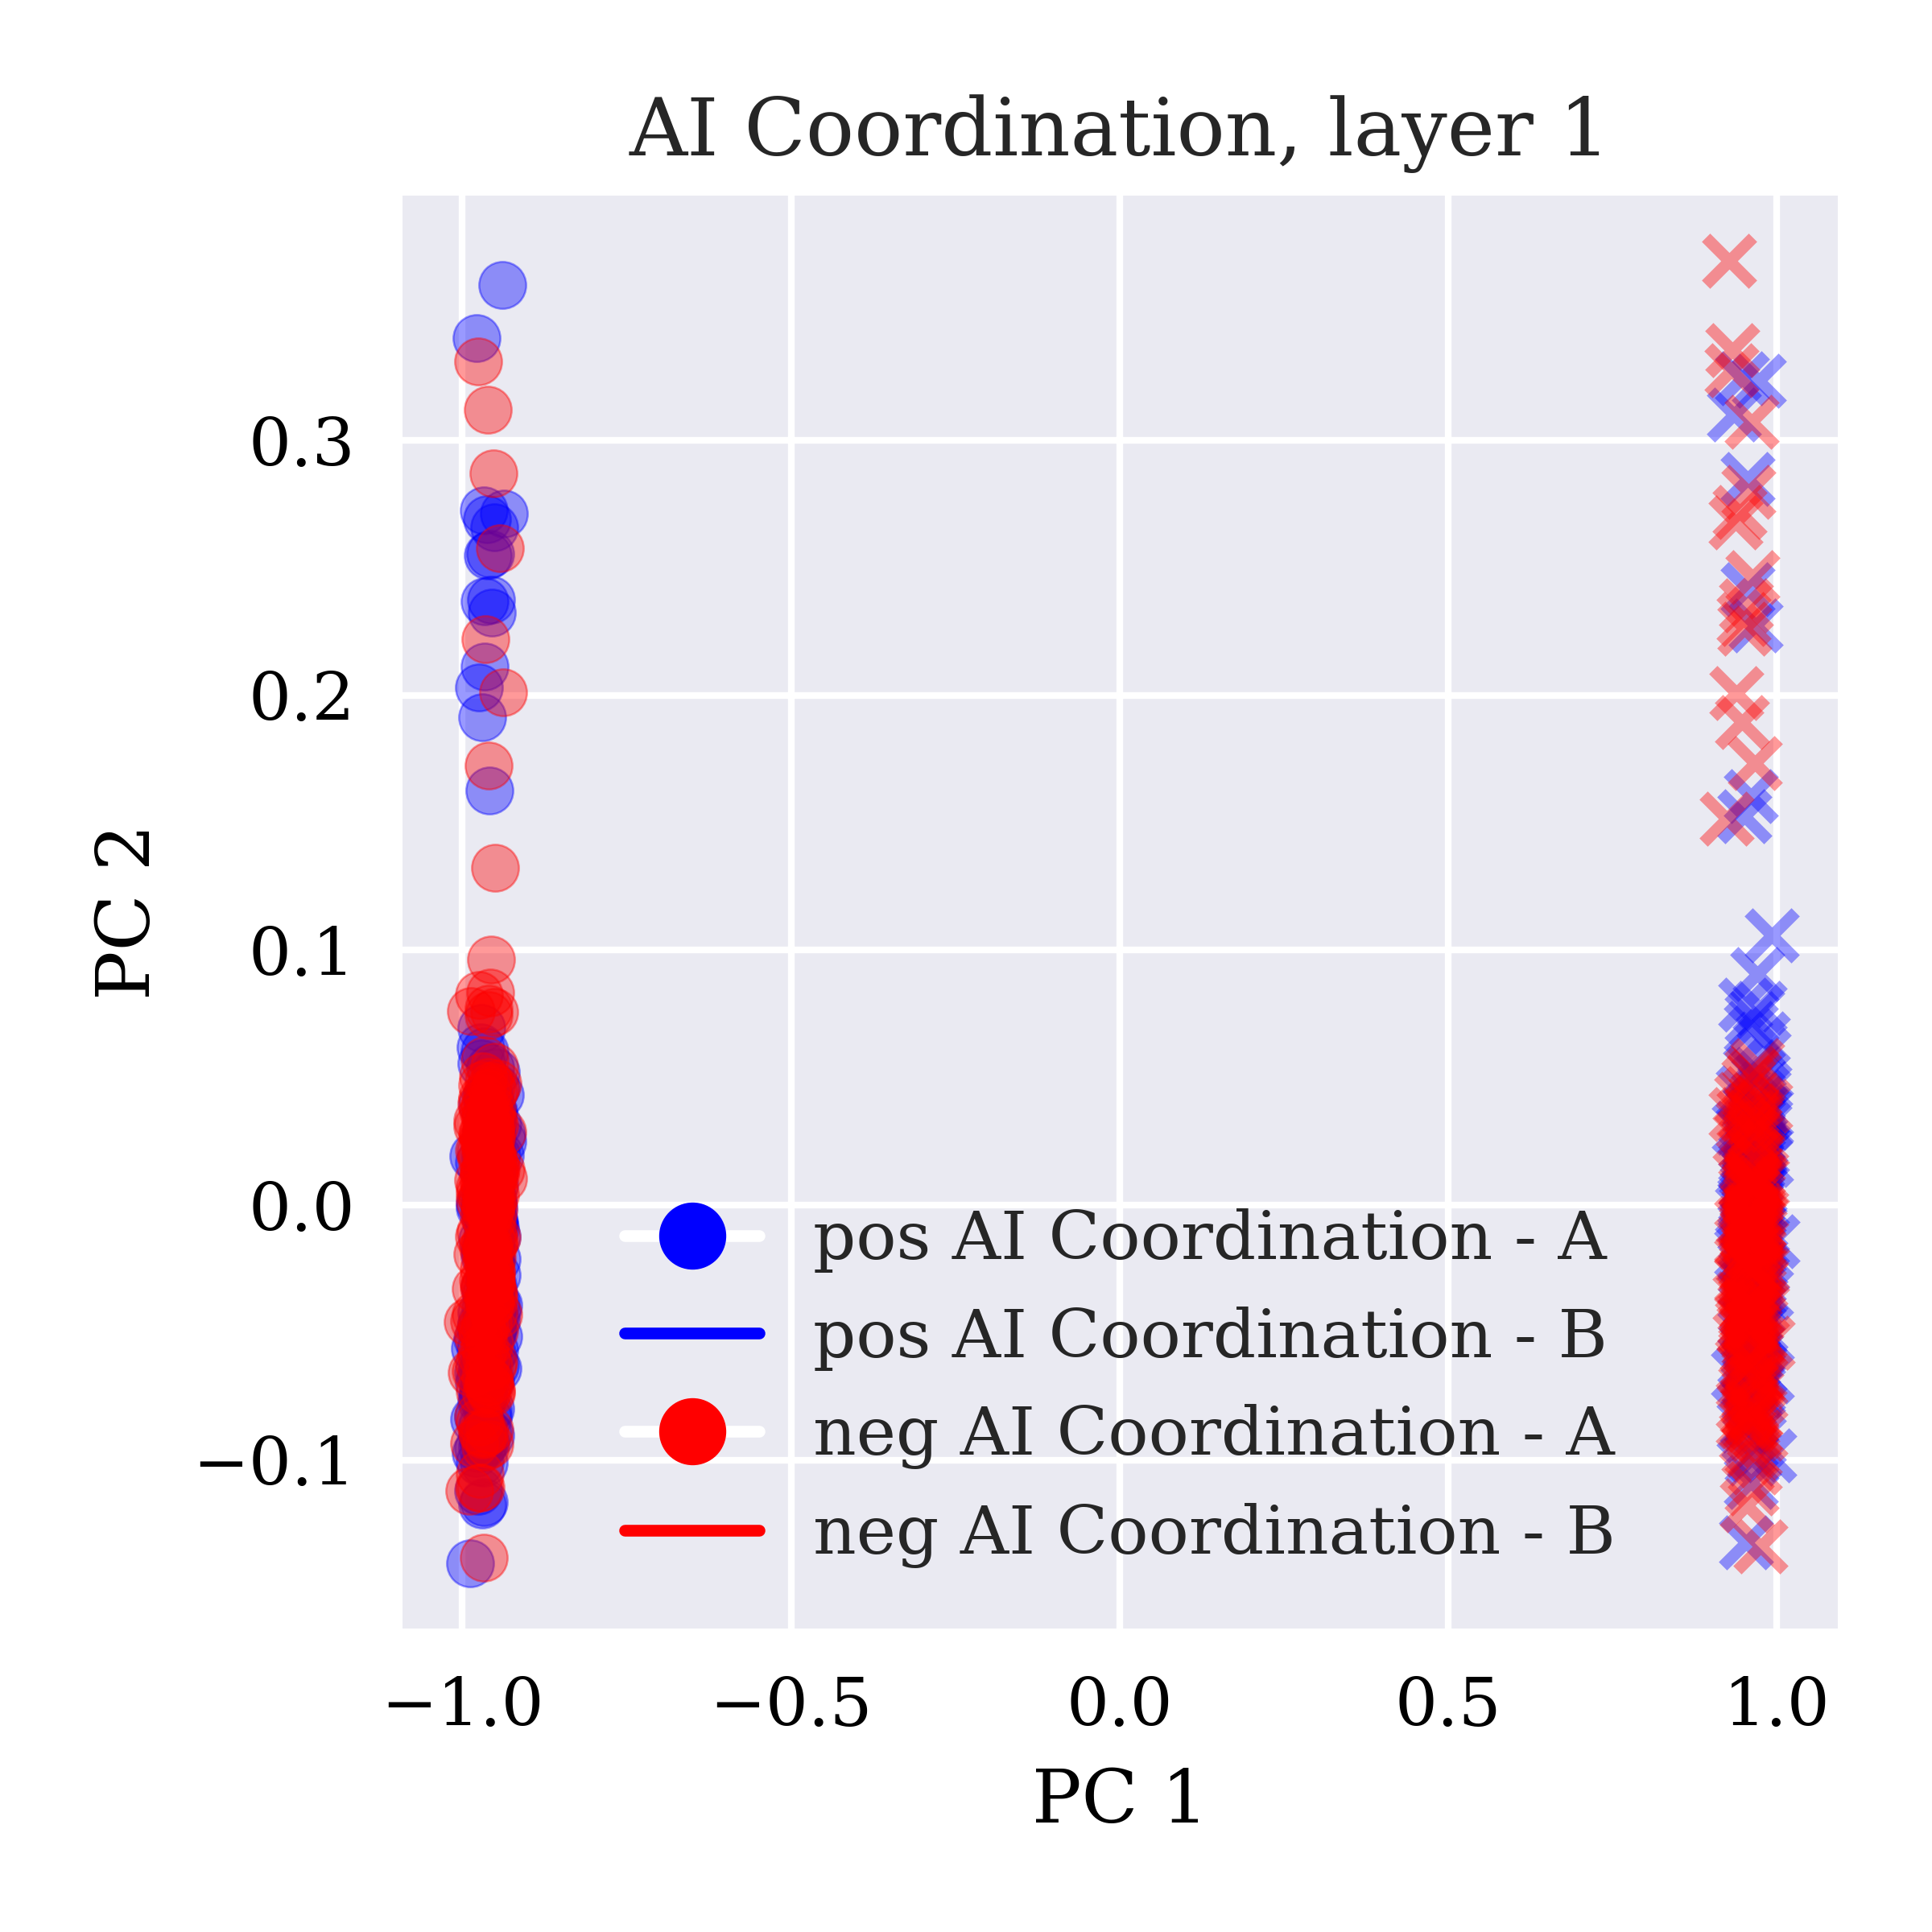 AI Coordination, layer 1
PC 2
0.3
0.2
0.1
0.0
−0.1
pos AI Coordination - A
pos AI Coordination - B
neg AI Coordination - A
neg AI Coordination - B
−1.0 −0.5 0.0 0.5 1.0
PC 1